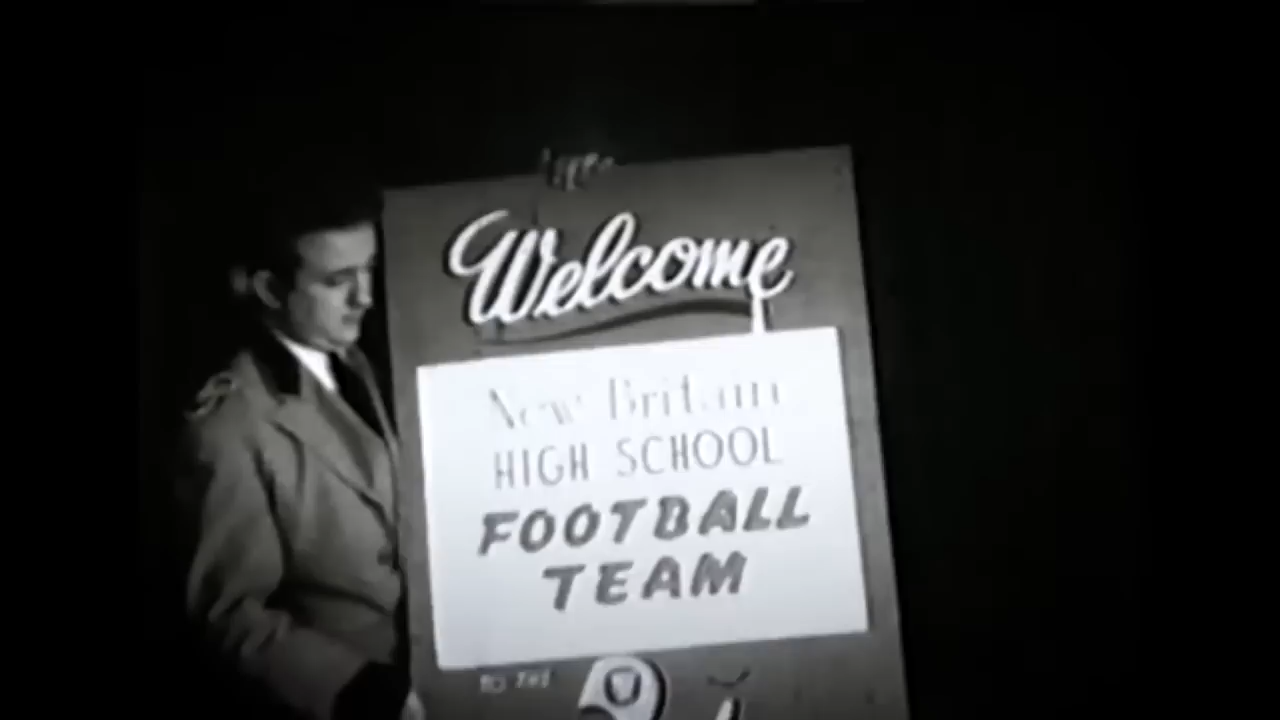 Welcome
New Britain
HIGH SCHOOL
FOOTBALL
TEAM
TO THE